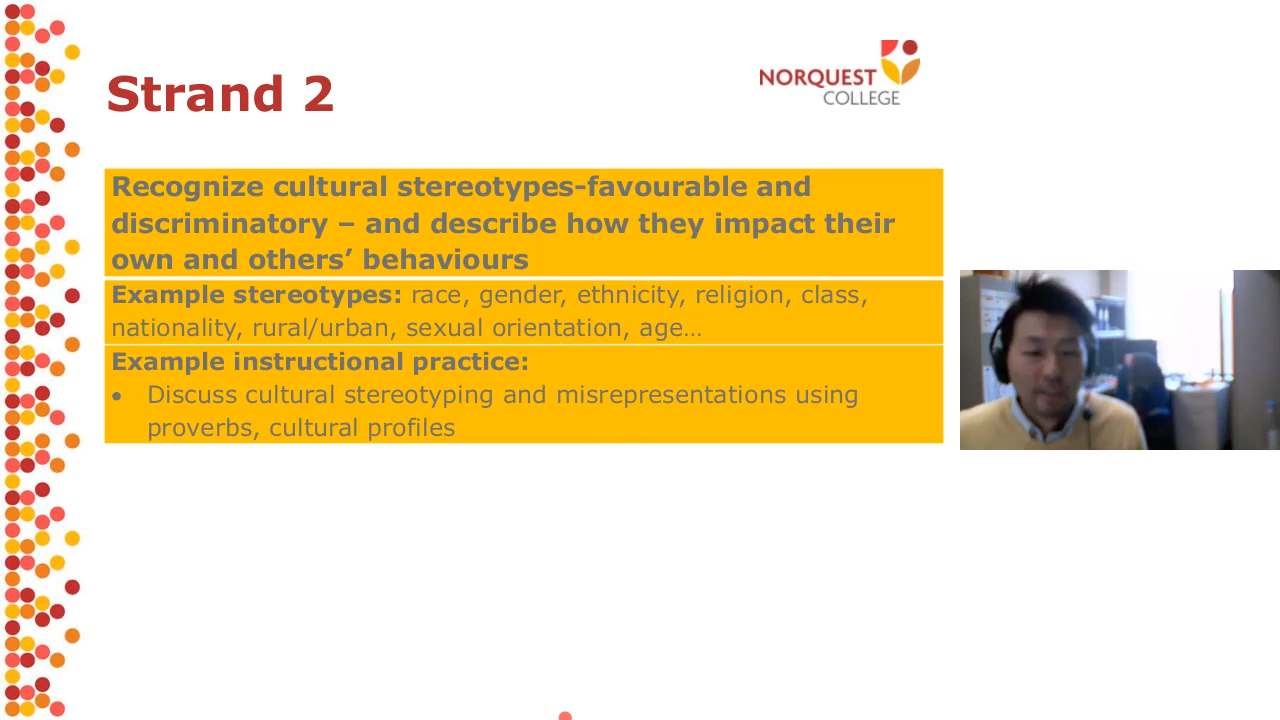 Strand 2
NORQUEST
COLLEGE
Recognize cultural stereotypes-favourable and
discriminatory – and describe how they impact their
own and others’ behaviours
Example stereotypes: race, gender, ethnicity, religion, class,
nationality, rural/urban, sexual orientation, age…
Example instructional practice:
• Discuss cultural stereotyping and misrepresentations using
proverbs, cultural profiles